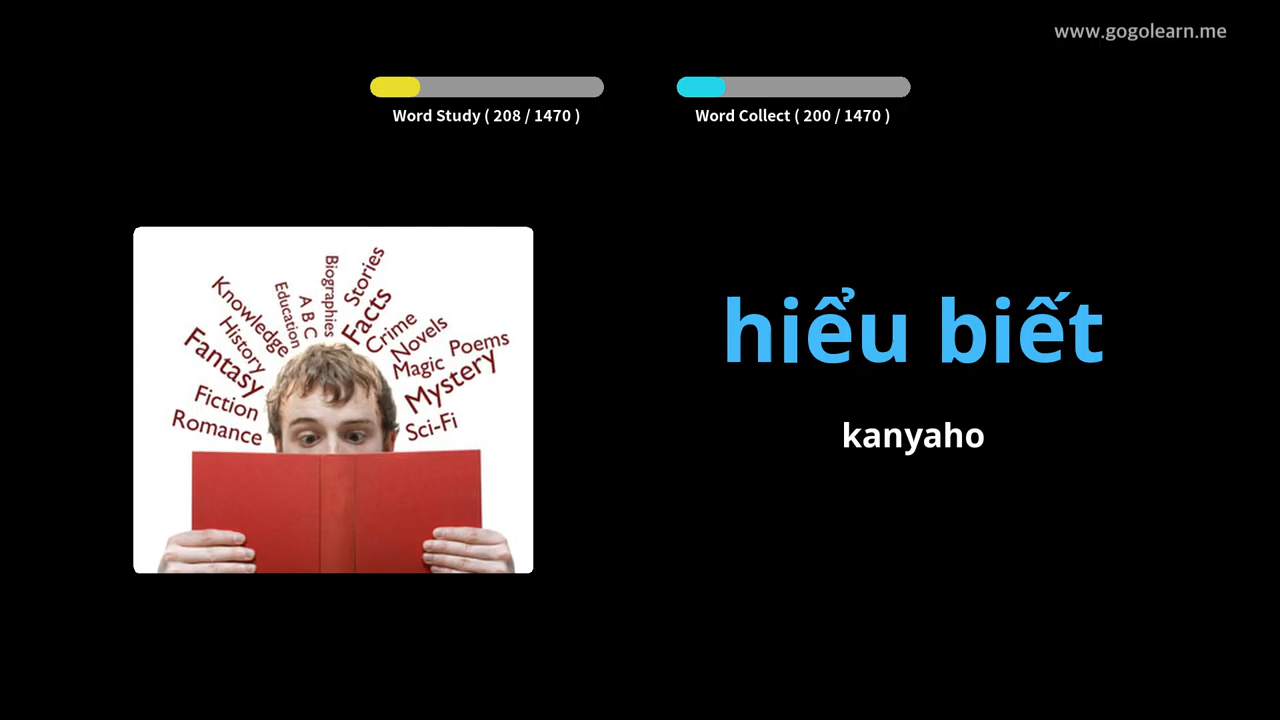 www.gogolearn.me
Word Study ( 208 / 1470 )
Word Collect ( 200 / 1470 )
Knowledge
Education
A B C
Biographies
Stories
Facts
Crime
Novels
Poems
History
Fantasy
Magic
Mystery
Fiction
Romance
Sci-Fi
hiểu biết
kanyaho